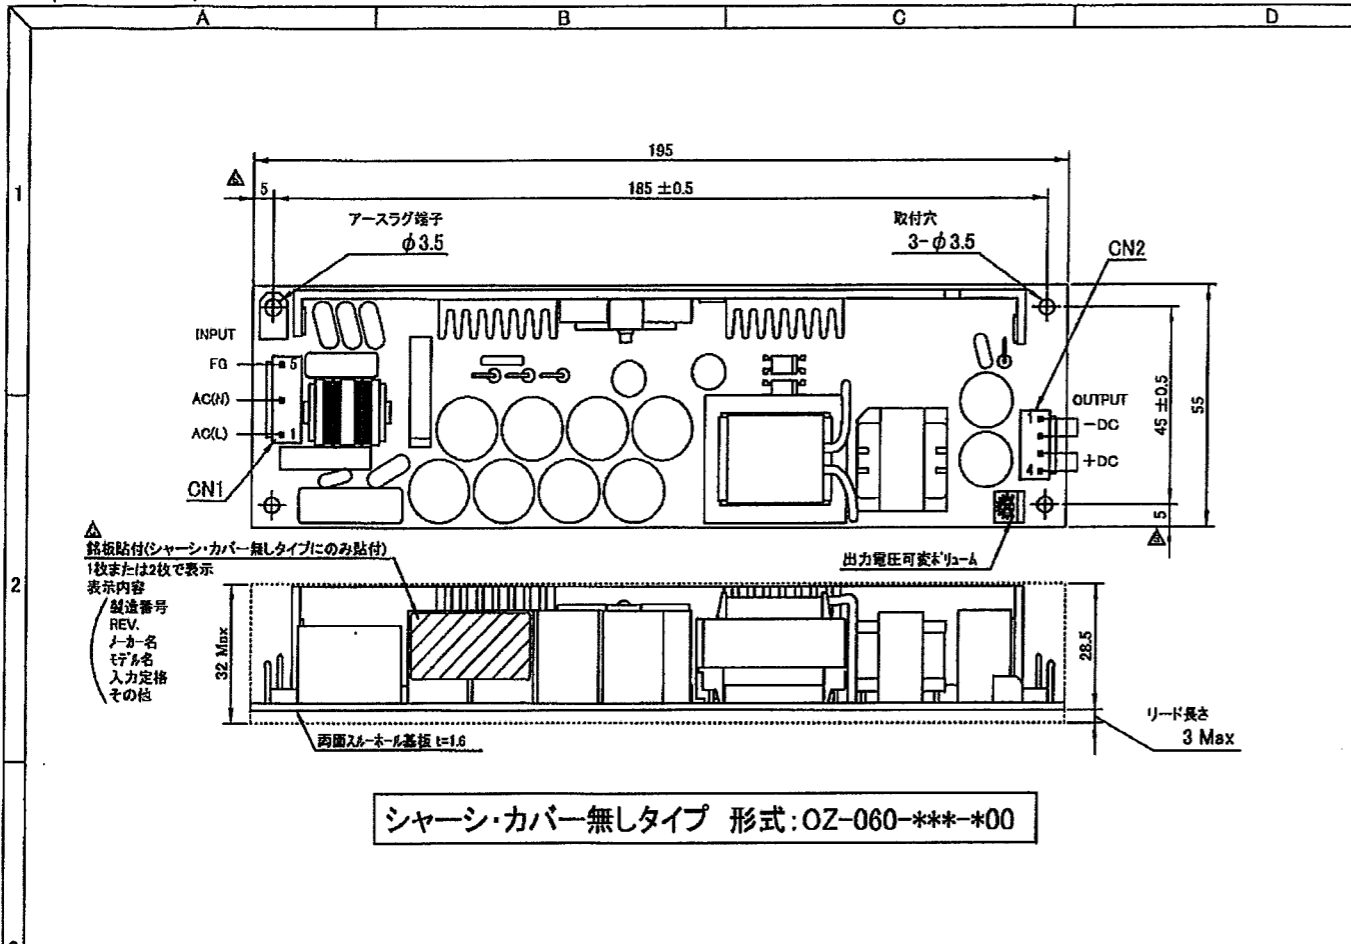 A
B
C
D
1
2
195
5
185 ±0.5
アースラグ端子
φ3.5
取付穴
3-φ3.5
CN2
INPUT
FG
5
AC(N)
AC(L)
1
CN1
OUTPUT
1
-DC
+DC
4
45 ±0.5
55
5
出力電圧可変ボリューム
銘板貼付(シャーシ・カバー無しタイプにのみ貼付)
1枚または2枚で表示
表示内容
製造番号
REV.
メーカー名
モデル名
入力定格
その他
32 Max
28.5
リード長さ
3 Max
両面スルーホール基板 t=1.6
シャーシ・カバー無しタイプ 形式:OZ-060-***-*00